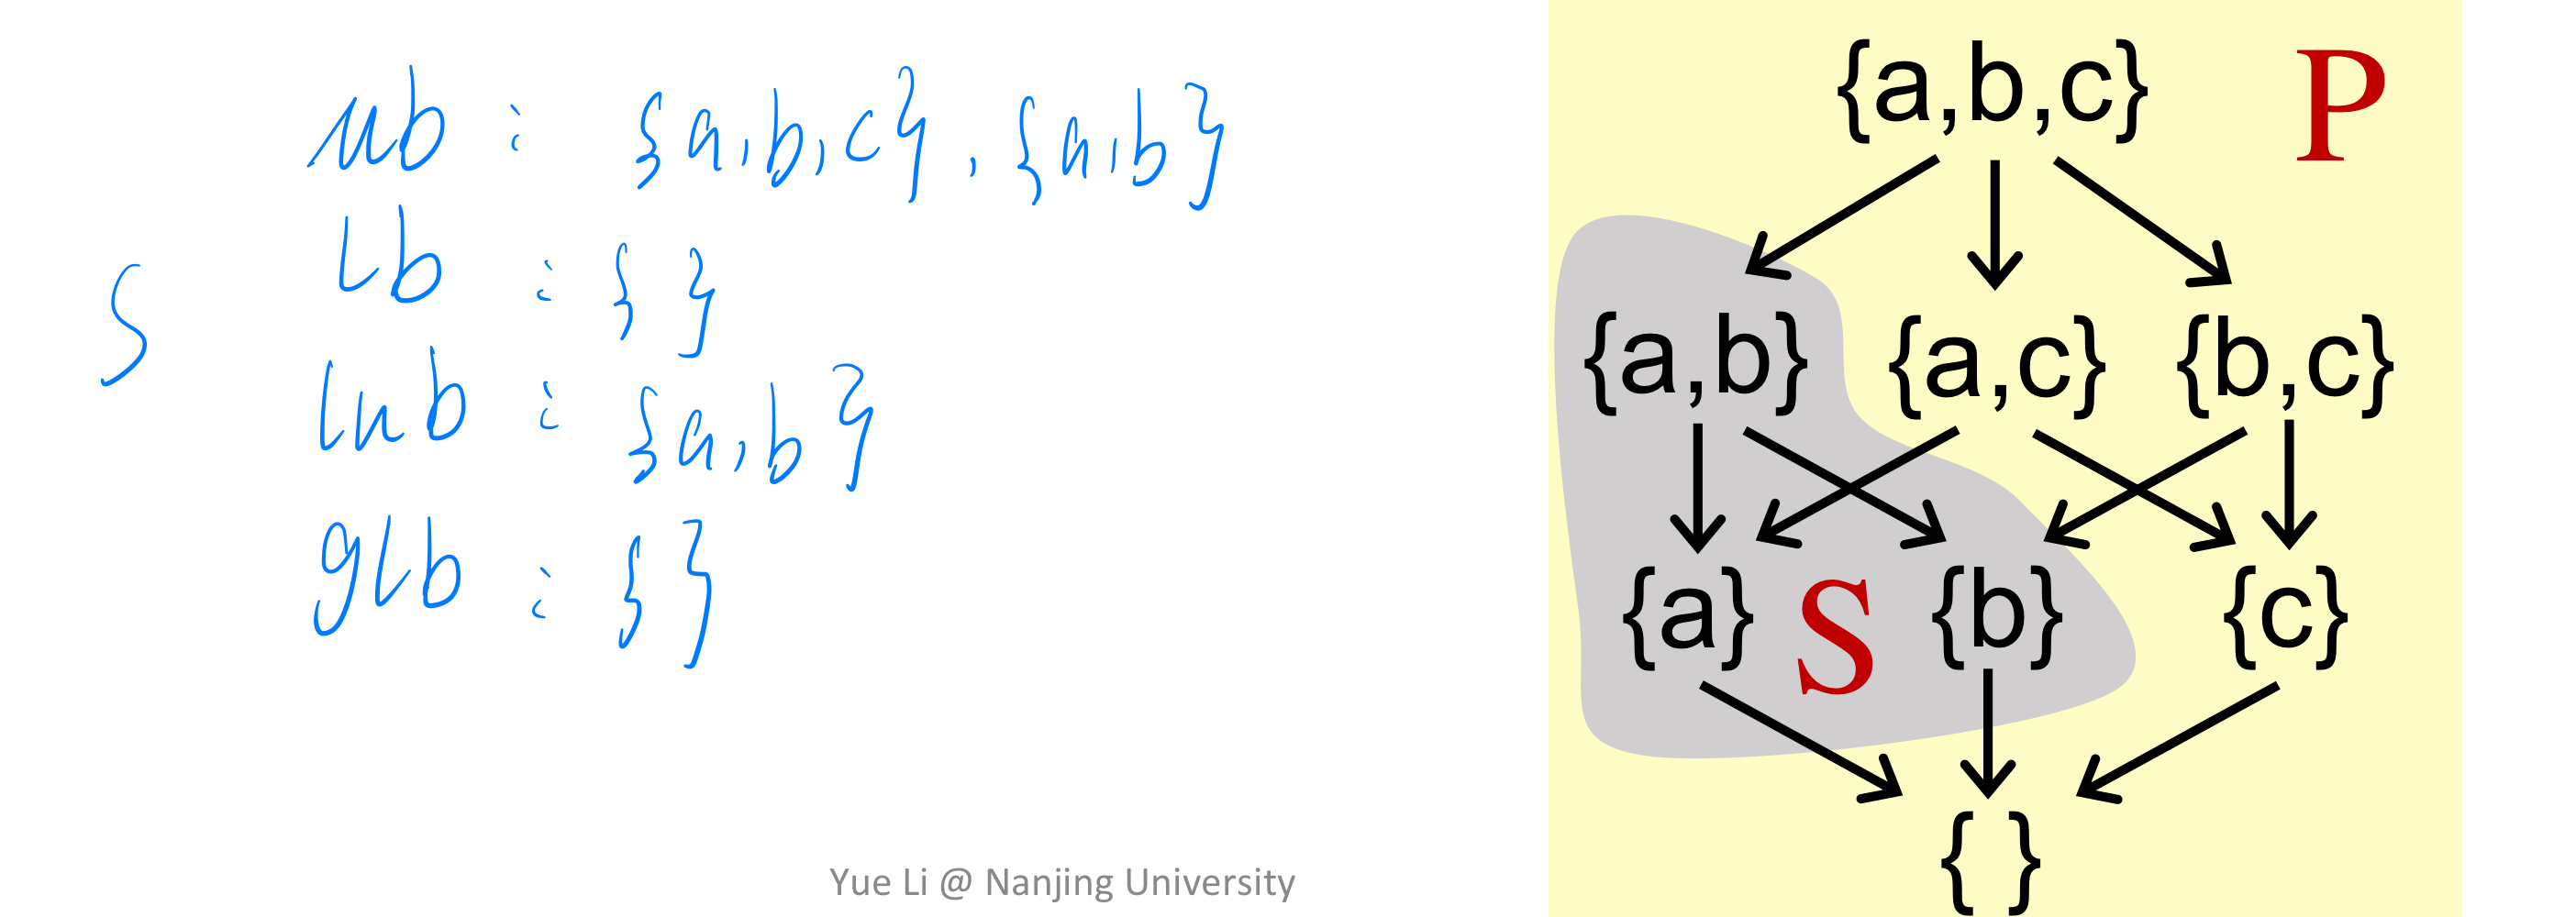 ub : {a,b,c} , {a,b}
lb : { }
S
lub : {a,b}
glb : { }
{a,b,c}
P
{a,b} {a,c} {b,c}
{a} S {b} {c}
{ }
Yue Li @ Nanjing University